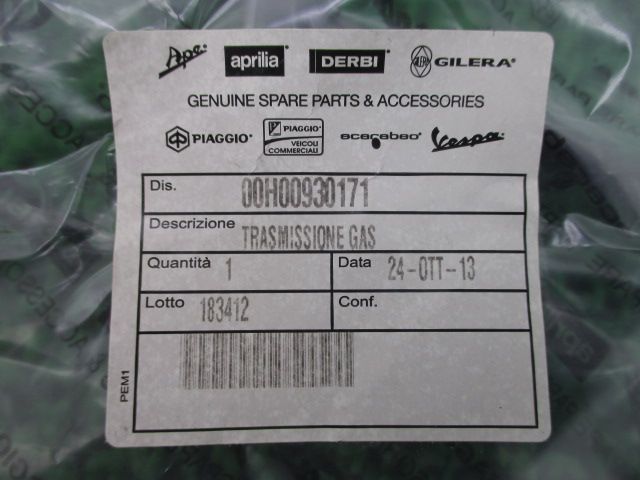 Ape aprilia DERBI GILERA
GENUINE SPARE PARTS & ACCESSORIES
PIAGGIO PIAGGIO VEICOLI COMMERCIALI scarabeo Vespa
Dis. 00H00930171
Descrizione TRASMISSIONE GAS
Quantità 1 Data 24-OTT-13
Lotto 183412 Conf.
PEM1